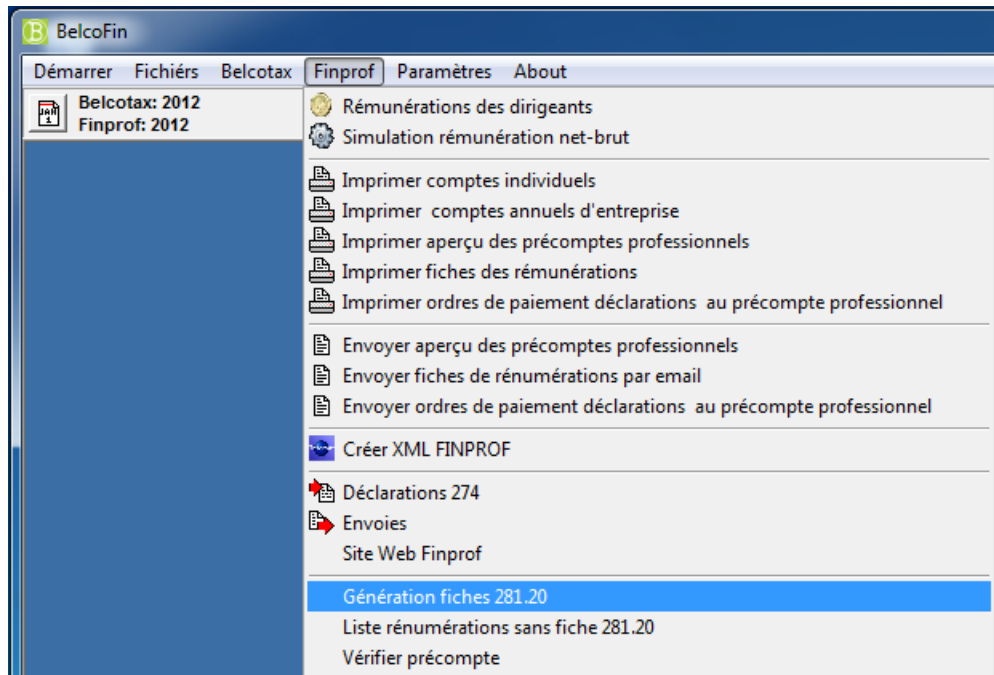 BelcoFin
Démarrer Fichiérs Belcotax Finprof Paramètres About
Belcotax: 2012
Finprof: 2012
Rémunérations des dirigeants
Simulation rémunération net-brut
Imprimer comptes individuels
Imprimer  comptes annuels d'entreprise
Imprimer aperçu des précomptes professionnels
Imprimer fiches des rémunérations
Imprimer ordres de paiement déclarations  au précompte professionnel
Envoyer aperçu des précomptes professionnels
Envoyer fiches de rénumérations par email
Envoyer ordres de paiement déclarations  au précompte professionnel
Créer XML FINPROF
Déclarations 274
Envoies
Site Web Finprof
Génération fiches 281.20
Liste rénumérations sans fiche 281.20
Vérifier précompte